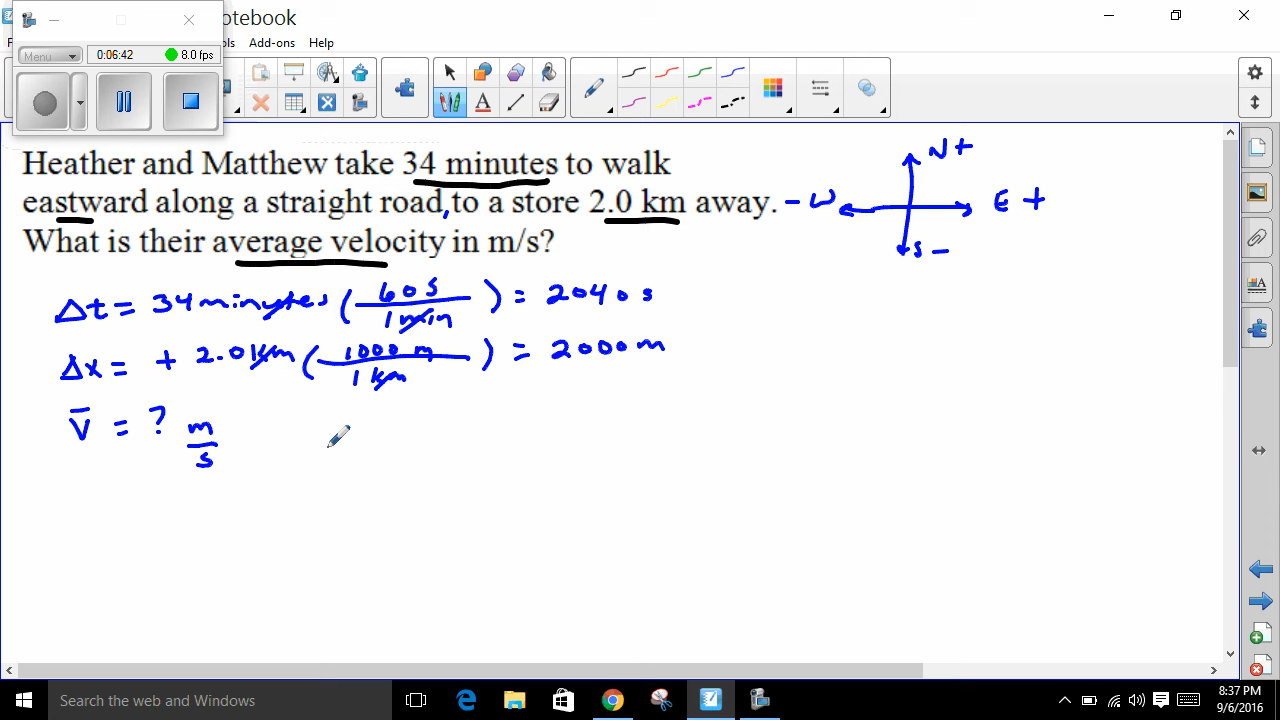 otebook
Menu
0:06:42
8.0 fps
ols Add-ons Help
Heather and Matthew take 34 minutes to walk
eastward along a straight road, to a store 2.0 km away.
What is their average velocity in m/s?
N +
- W
E +
S -
Δt = 34 minutes ( 60 s / 1 min ) = 2040 s
Δx = + 2.0 km ( 1000 m / 1 km ) = 2000 m
v̄ = ? m / s
Search the web and Windows
8:37 PM
9/6/2016